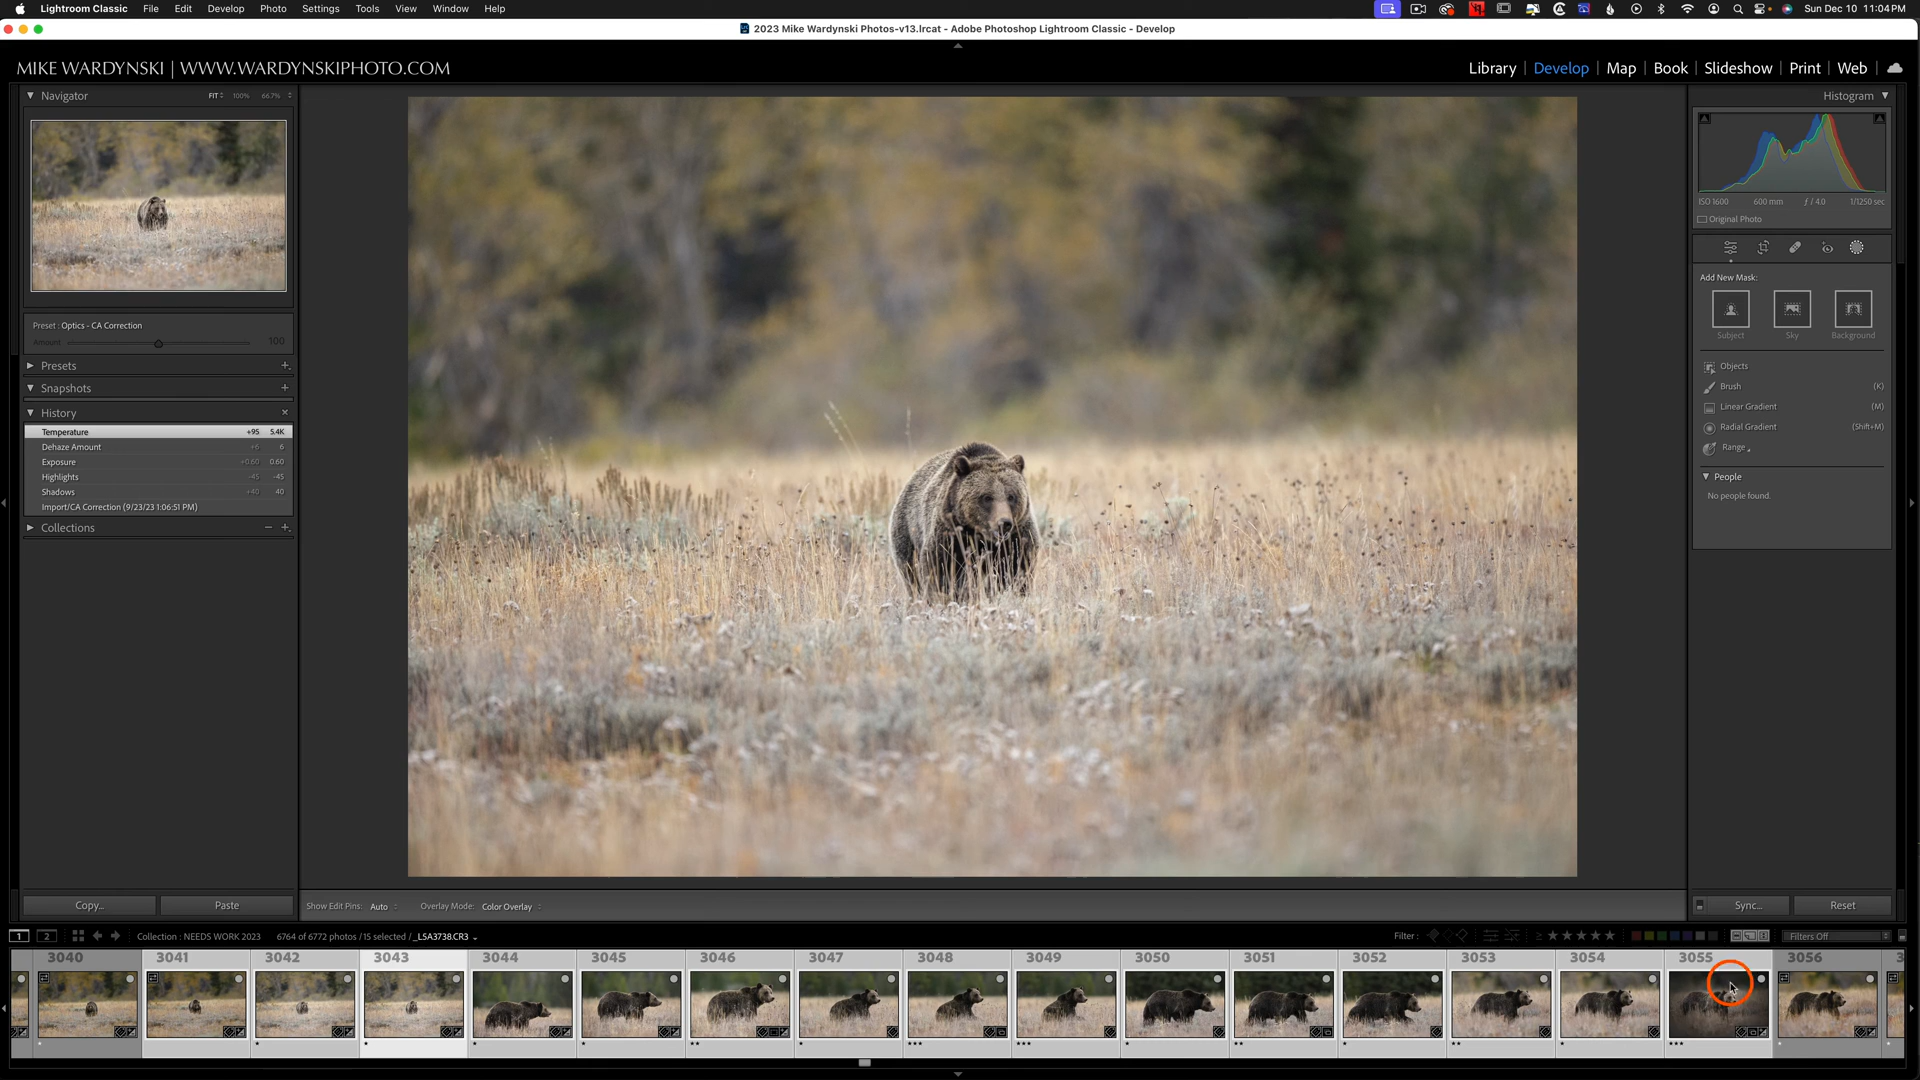 Lightroom Classic File Edit Develop Photo Settings Tools View Window Help Sun Dec 10 11:04 PM
2023 Mike Wardynski Photos-v13.lrcat - Adobe Photoshop Lightroom Classic - Develop
MIKE WARDYNSKI | WWW.WARDYNSKIPHOTO.COM
Library | Develop | Map | Book | Slideshow | Print | Web
Navigator FIT 100% 66.7%
Histogram
ISO 1600 600 mm ƒ / 4.0 1/1250 sec
Original Photo
Add New Mask:
Subject Sky Background
Objects
Brush (K)
Linear Gradient (M)
Radial Gradient (Shift+M)
Range
People
No people found.
Preset : Optics - CA Correction
Amount 100
Presets
Snapshots
History
Temperature +95 5.4K
Dehaze Amount +6 6
Exposure +0.60 0.60
Highlights -45 -45
Shadows +40 40
Import/CA Correction (9/23/23 1:06:51 PM)
Collections
Copy... Paste
Show Edit Pins: Auto Overlay Mode: Color Overlay
Sync... Reset
1 2 Collection : NEEDS WORK 2023 6764 of 6772 photos /15 selected / _LSA3738.CR3
Filter : Filters Off
3040 3041 3042 3043 3044 3045 3046 3047 3048 3049 3050 3051 3052 3053 3054 3055 3056 3